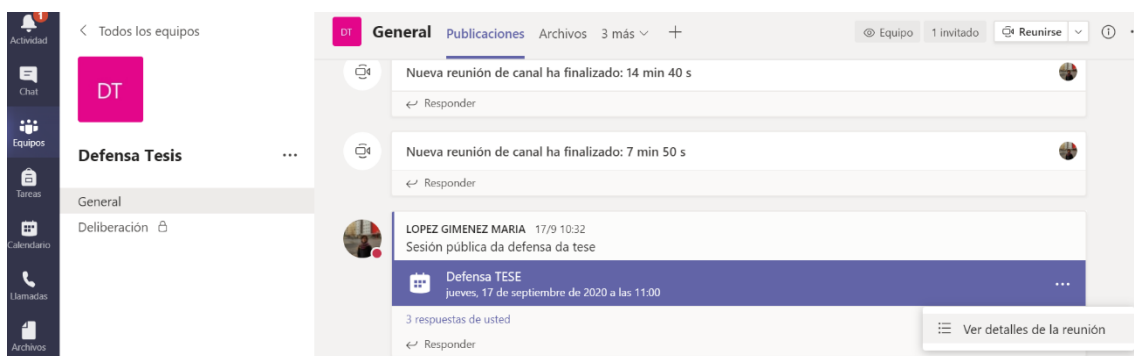 1
Actividad
Chat
Equipos
Tareas
Calendario
Llamadas
Archivos
Todos los equipos
DT
Defensa Tesis
General
Deliberación
DT General Publicaciones Archivos 3 más Equipo 1 invitado Reunirse
Nueva reunión de canal ha finalizado: 14 min 40 s
Responder
Nueva reunión de canal ha finalizado: 7 min 50 s
Responder
LOPEZ GIMENEZ MARIA 17/9 10:32
Sesión pública da defensa da tese
Defensa TESE
jueves, 17 de septiembre de 2020 a las 11:00
3 respuestas de usted
Ver detalles de la reunión
Responder